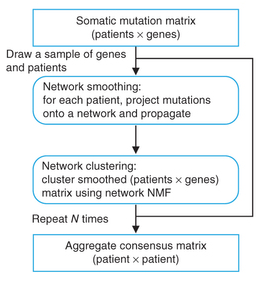 Somatic mutation matrix
(patients × genes)
Draw a sample of genes
and patients
Network smoothing:
for each patient, project mutations
onto a network and propagate
Network clustering:
cluster smoothed (patients × genes)
matrix using network NMF
Repeat N times
Aggregate consensus matrix
(patient × patient)